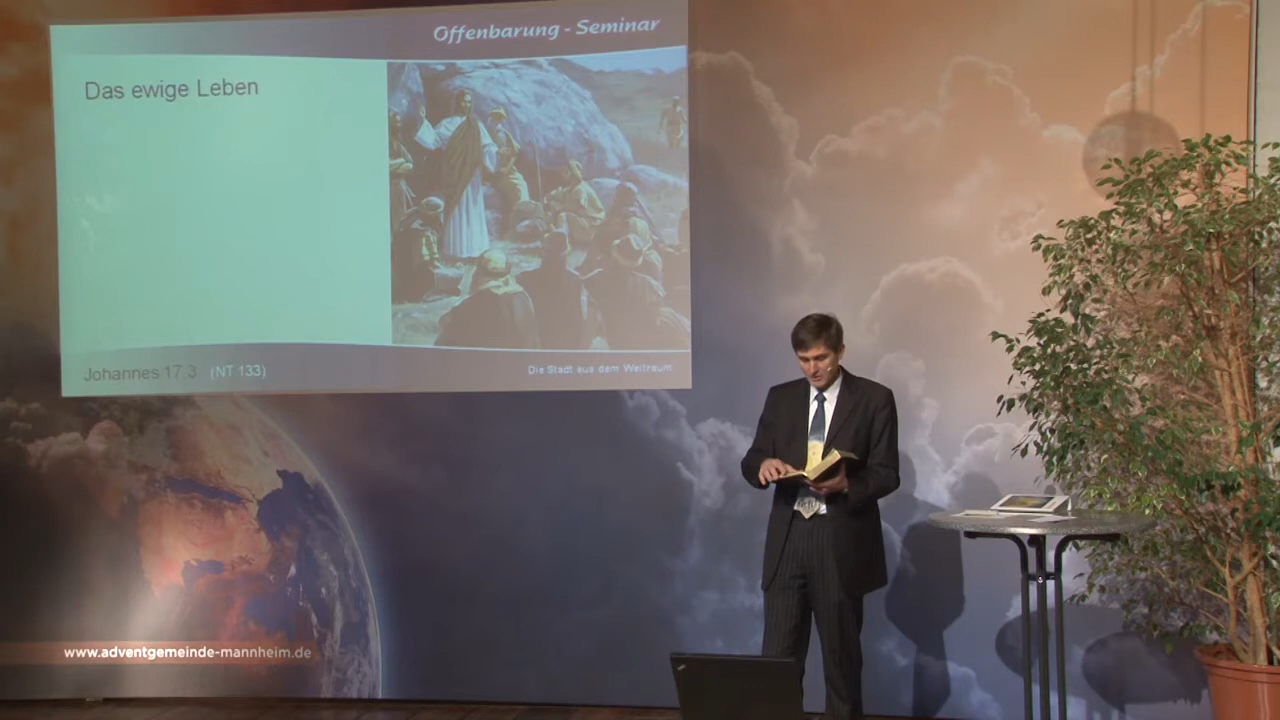 Offenbarung - Seminar
Das ewige Leben
Johannes 17,3 (NT 133)
Die Stadt aus dem Weltraum
www.adventgemeinde-mannheim.de